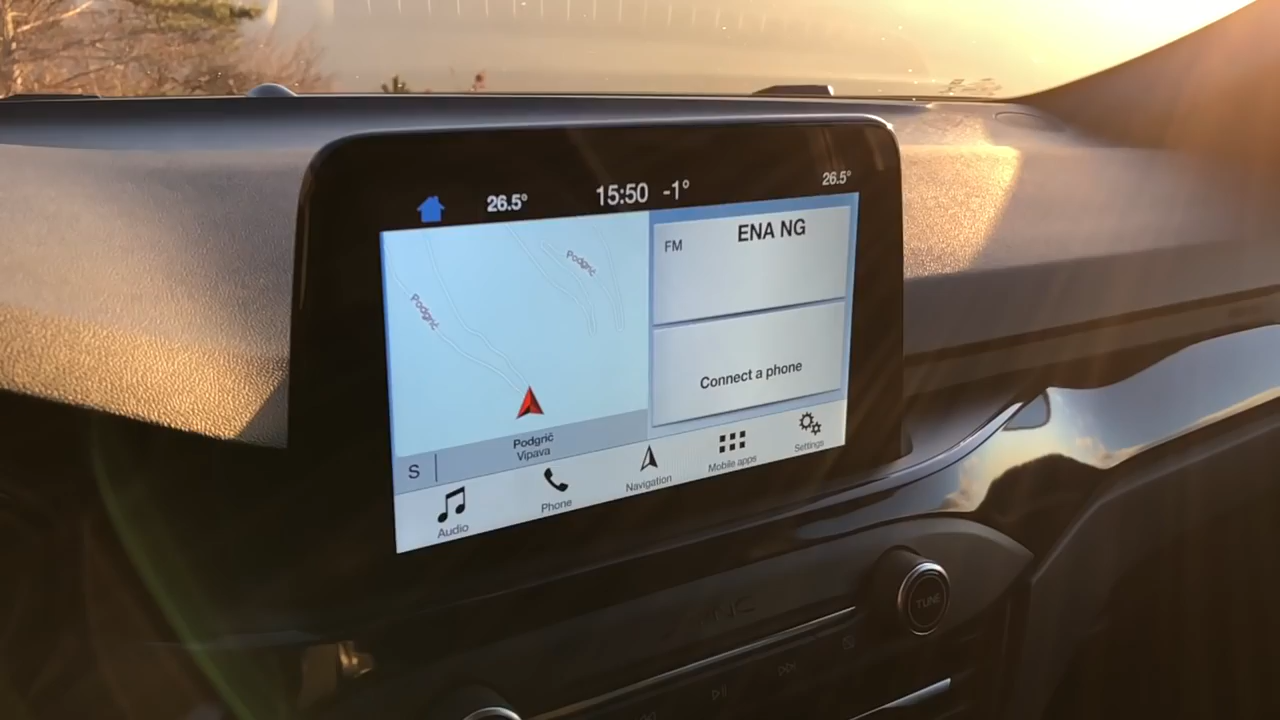 26.5°
15:50 -1°
26.5°
Podgrič
Podgrič
FM
ENA NG
Connect a phone
Podgrič
Vipava
S
Audio
Phone
Navigation
Mobile apps
Settings
TUNE